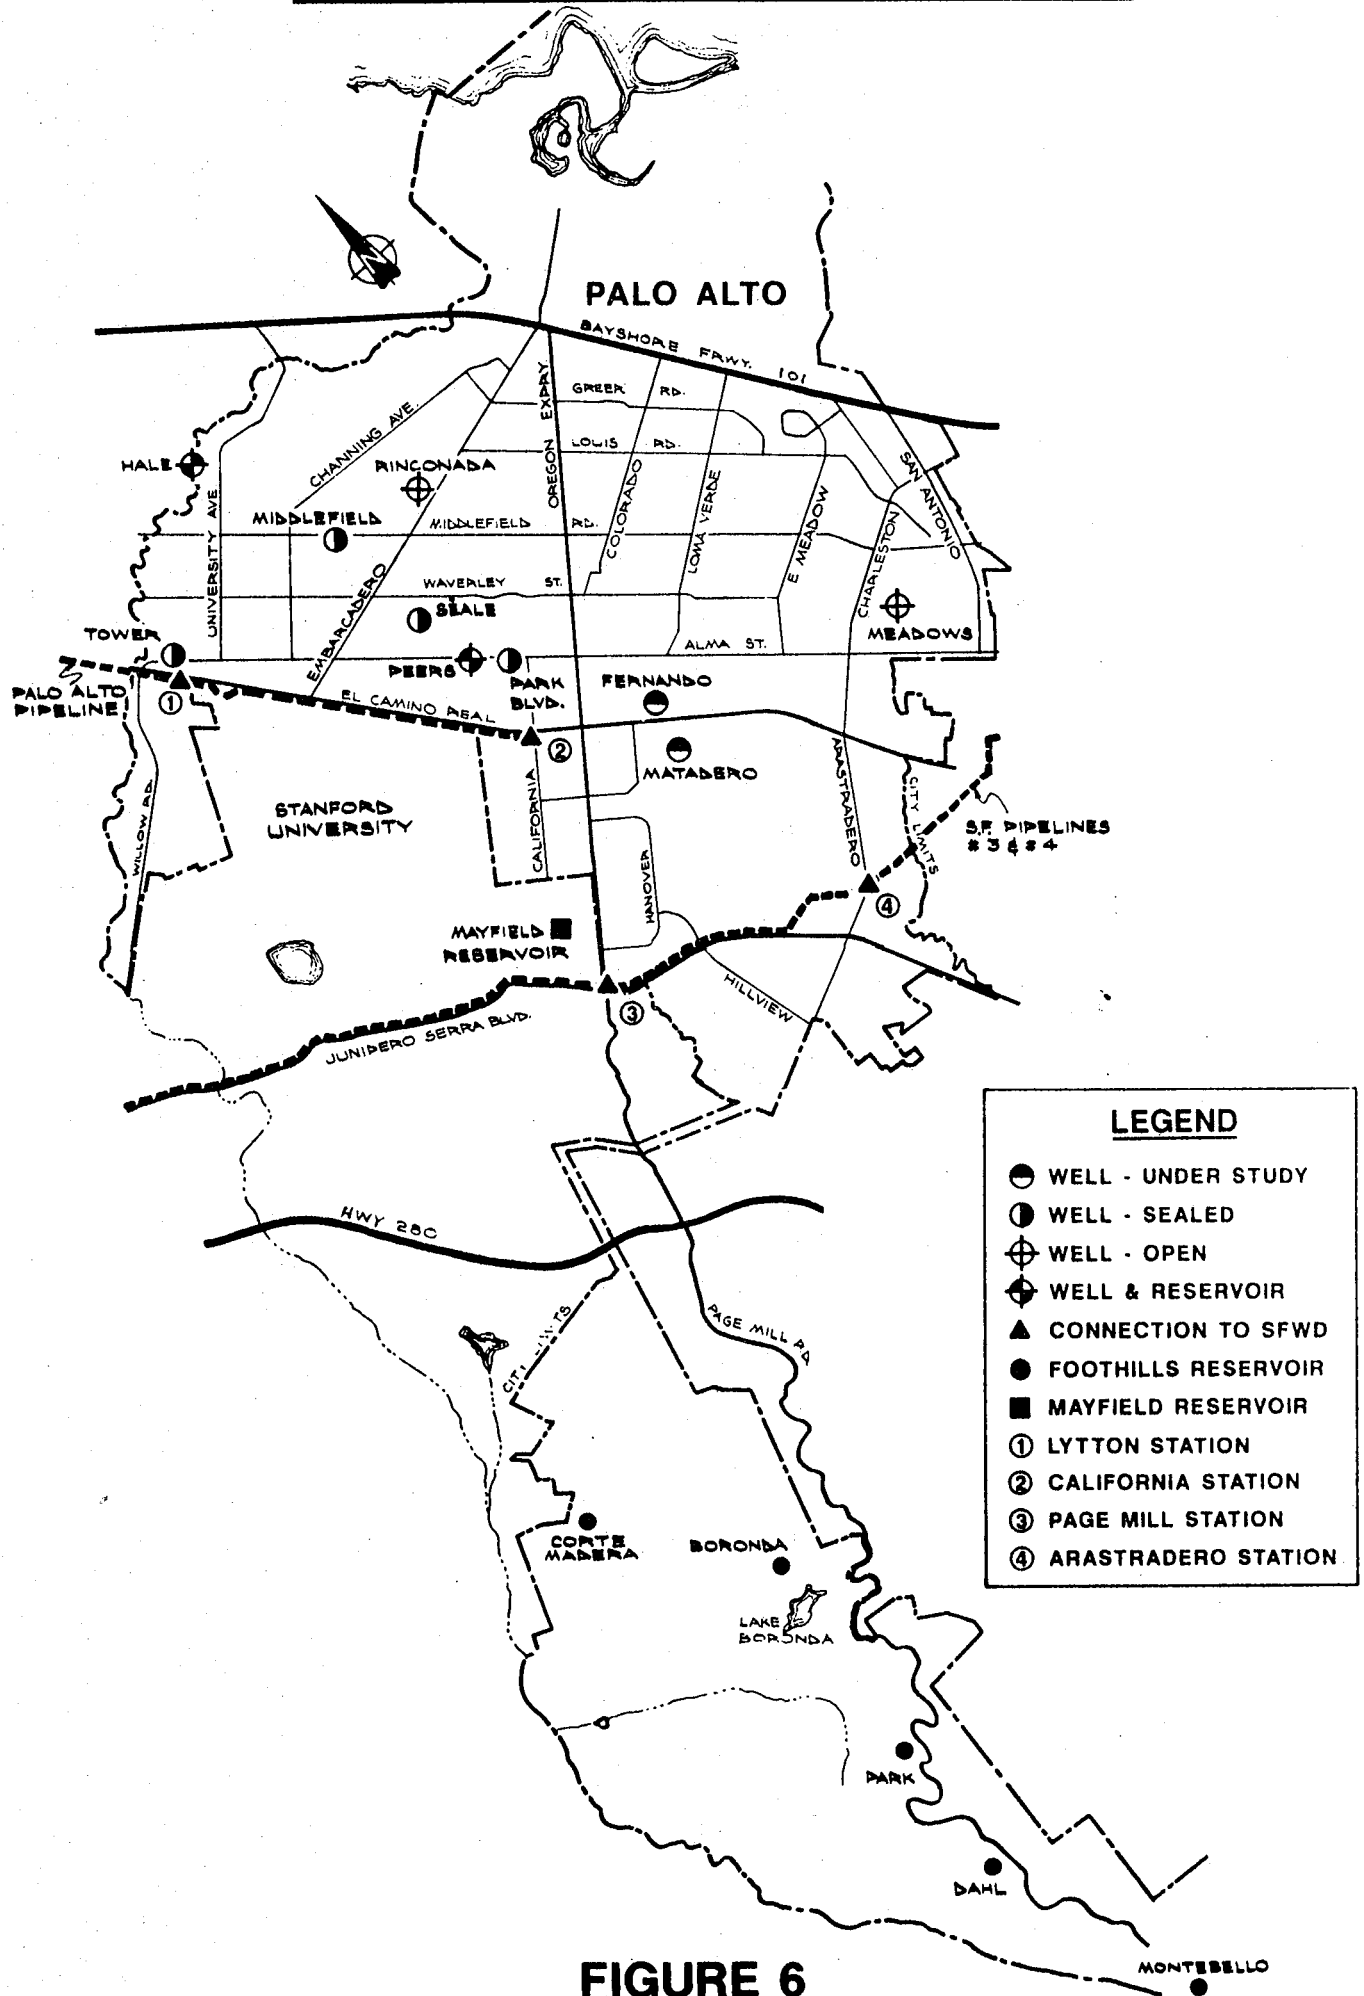 PALO ALTO
BAYSHORE FRWY. 101
GREER RD.
OREGON EXPRY
CHANNING AVE.
LOUIS RD.
HALE
RINCONADA
SAN ANTONIO
COLORADO
LOMA VERDE
UNIVERSITY AVE
MIDDLEFIELD
MIDDLEFIELD RD.
E MEADOW
CHARLESTON
WAVERLEY ST.
EMBARCADERO
SEALE
TOWER
MEADOWS
ALMA ST.
PEERS
PARK
BLVD.
FERNANDO
PALO ALTO
PIPELINE
1
EL CAMINO REAL
2
MATADERO
CALIFORNIA
ARASTRADERO
CITY LIMITS
WILLOW RD.
STANFORD
UNIVERSITY
S.F. PIPELINES
#3 & #4
HANOVER
4
MAYFIELD
RESERVOIR
HILLVIEW
3
JUNIPERO SERRA BLVD.
LEGEND
WELL - UNDER STUDY
WELL - SEALED
WELL - OPEN
WELL & RESERVOIR
CONNECTION TO SFWD
FOOTHILLS RESERVOIR
MAYFIELD RESERVOIR
1 LYTTON STATION
2 CALIFORNIA STATION
3 PAGE MILL STATION
4 ARASTRADERO STATION
HWY 280
PAGE MILL RD.
CORTE
MADERA
BORONDA
LAKE
BORONDA
PARK
DAHL
MONTEBELLO
FIGURE 6